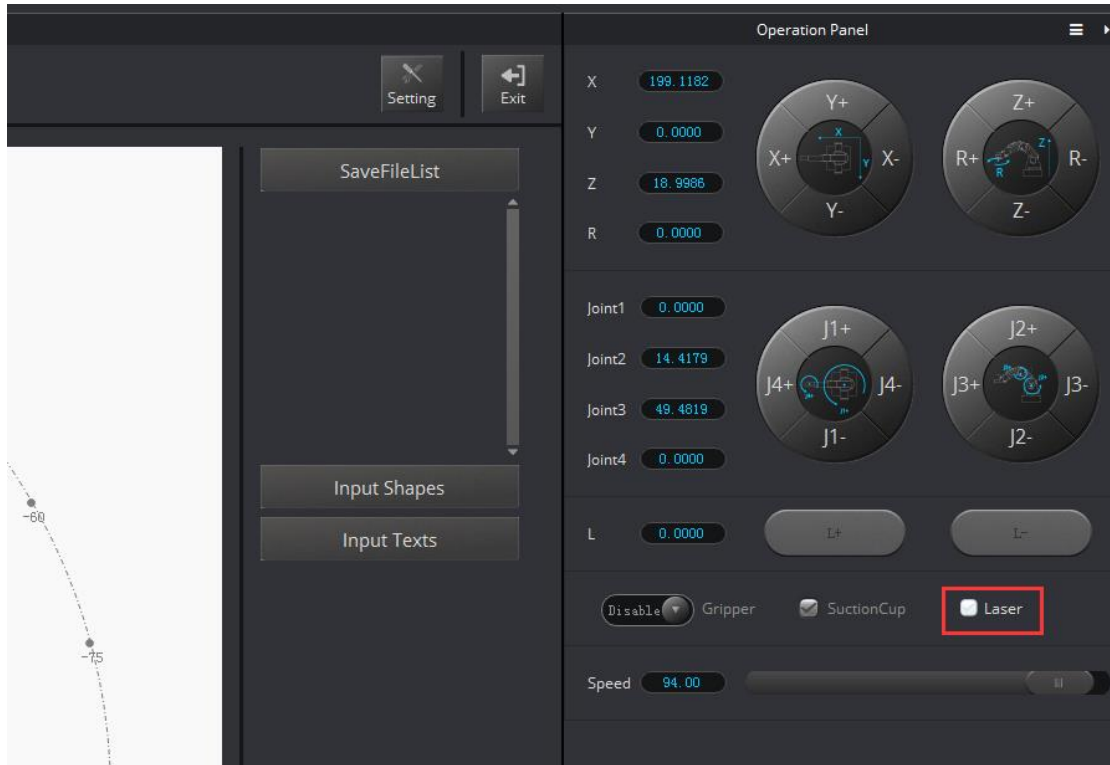 Operation Panel
Setting
Exit
SaveFileList
Input Shapes
Input Texts
-60
-75
X 199.1182
Y 0.0000
Z 18.9986
R 0.0000
Y+
X+ X X-
Y
Y-
Z+
R+ Z R-
R
Z-
Joint1 0.0000
Joint2 14.4179
Joint3 49.4819
Joint4 0.0000
J1+
J4+ J4-
J1-
J2+
J3+ J3-
J2-
L 0.0000 L+ L-
Disable Gripper SuctionCup Laser
Speed 94.00